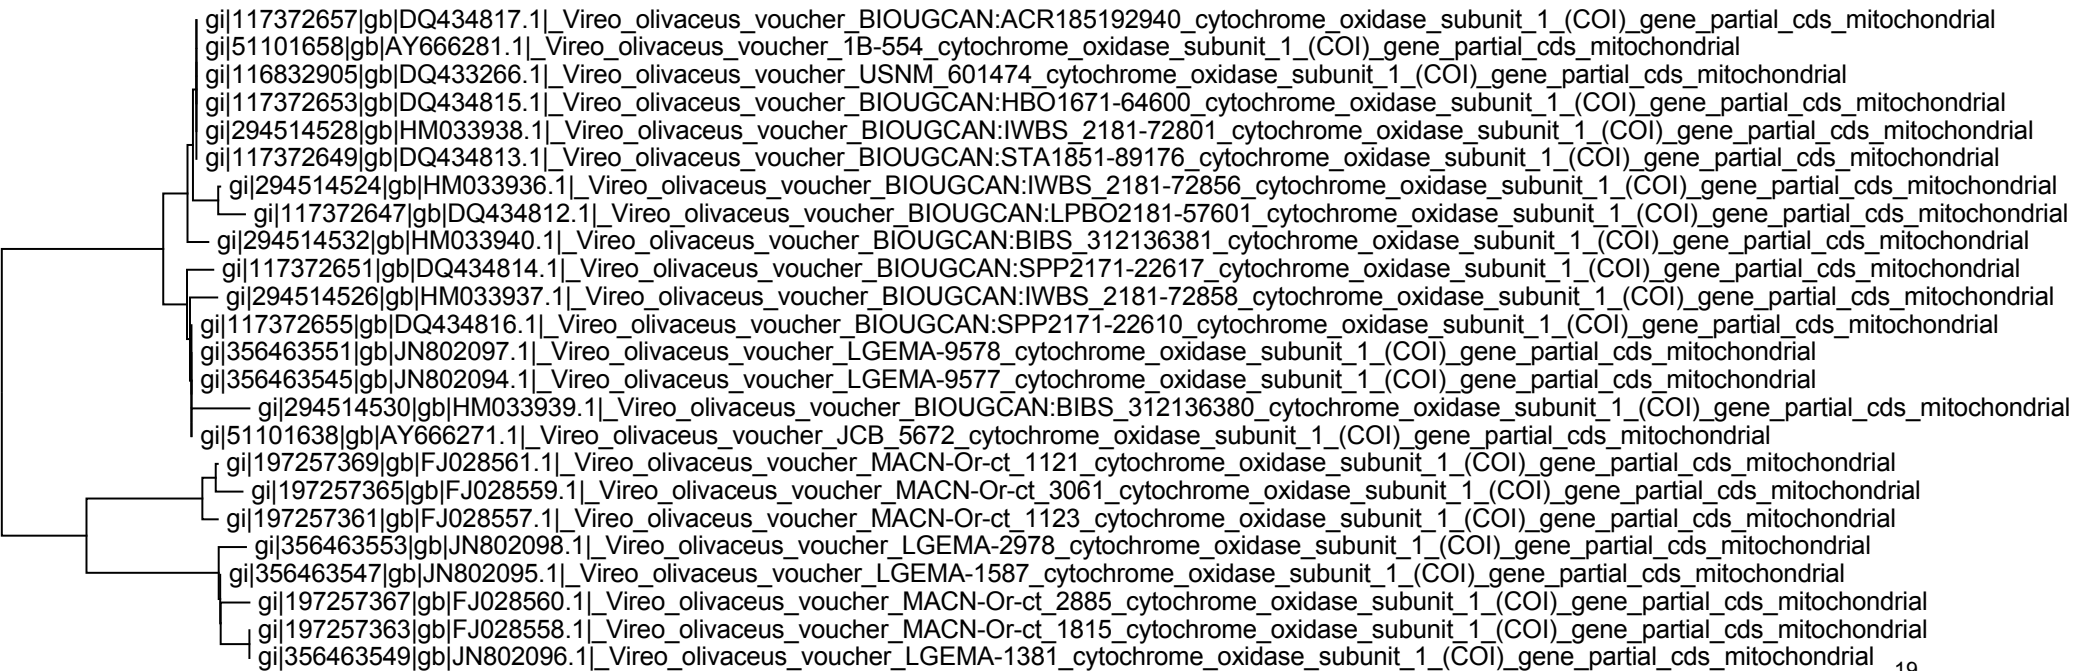 gi|117372657|gb|DQ434817.1|_Vireo_olivaceus_voucher_BIOUGCAN:ACR185192940_cytochrome_oxidase_subunit_1_(COI)_gene_partial_cds_mitochondrial
gi|51101658|gb|AY666281.1|_Vireo_olivaceus_voucher_1B-554_cytochrome_oxidase_subunit_1_(COI)_gene_partial_cds_mitochondrial
gi|116832905|gb|DQ433266.1|_Vireo_olivaceus_voucher_USNM_601474_cytochrome_oxidase_subunit_1_(COI)_gene_partial_cds_mitochondrial
gi|117372653|gb|DQ434815.1|_Vireo_olivaceus_voucher_BIOUGCAN:HBO1671-64600_cytochrome_oxidase_subunit_1_(COI)_gene_partial_cds_mitochondrial
gi|294514528|gb|HM033938.1|_Vireo_olivaceus_voucher_BIOUGCAN:IWBS_2181-72801_cytochrome_oxidase_subunit_1_(COI)_gene_partial_cds_mitochondrial
gi|117372649|gb|DQ434813.1|_Vireo_olivaceus_voucher_BIOUGCAN:STA1851-89176_cytochrome_oxidase_subunit_1_(COI)_gene_partial_cds_mitochondrial
gi|294514524|gb|HM033936.1|_Vireo_olivaceus_voucher_BIOUGCAN:IWBS_2181-72856_cytochrome_oxidase_subunit_1_(COI)_gene_partial_cds_mitochondrial
gi|117372647|gb|DQ434812.1|_Vireo_olivaceus_voucher_BIOUGCAN:LPBO2181-57601_cytochrome_oxidase_subunit_1_(COI)_gene_partial_cds_mitochondrial
gi|294514532|gb|HM033940.1|_Vireo_olivaceus_voucher_BIOUGCAN:BIBS_312136381_cytochrome_oxidase_subunit_1_(COI)_gene_partial_cds_mitochondrial
gi|117372651|gb|DQ434814.1|_Vireo_olivaceus_voucher_BIOUGCAN:SPP2171-22617_cytochrome_oxidase_subunit_1_(COI)_gene_partial_cds_mitochondrial
gi|294514526|gb|HM033937.1|_Vireo_olivaceus_voucher_BIOUGCAN:IWBS_2181-72858_cytochrome_oxidase_subunit_1_(COI)_gene_partial_cds_mitochondrial
gi|117372655|gb|DQ434816.1|_Vireo_olivaceus_voucher_BIOUGCAN:SPP2171-22610_cytochrome_oxidase_subunit_1_(COI)_gene_partial_cds_mitochondrial
gi|356463551|gb|JN802097.1|_Vireo_olivaceus_voucher_LGEMA-9578_cytochrome_oxidase_subunit_1_(COI)_gene_partial_cds_mitochondrial
gi|356463545|gb|JN802094.1|_Vireo_olivaceus_voucher_LGEMA-9577_cytochrome_oxidase_subunit_1_(COI)_gene_partial_cds_mitochondrial
gi|294514530|gb|HM033939.1|_Vireo_olivaceus_voucher_BIOUGCAN:BIBS_312136380_cytochrome_oxidase_subunit_1_(COI)_gene_partial_cds_mitochondrial
gi|51101638|gb|AY666271.1|_Vireo_olivaceus_voucher_JCB_5672_cytochrome_oxidase_subunit_1_(COI)_gene_partial_cds_mitochondrial
gi|197257369|gb|FJ028561.1|_Vireo_olivaceus_voucher_MACN-Or-ct_1121_cytochrome_oxidase_subunit_1_(COI)_gene_partial_cds_mitochondrial
gi|197257365|gb|FJ028559.1|_Vireo_olivaceus_voucher_MACN-Or-ct_3061_cytochrome_oxidase_subunit_1_(COI)_gene_partial_cds_mitochondrial
gi|197257361|gb|FJ028557.1|_Vireo_olivaceus_voucher_MACN-Or-ct_1123_cytochrome_oxidase_subunit_1_(COI)_gene_partial_cds_mitochondrial
gi|356463553|gb|JN802098.1|_Vireo_olivaceus_voucher_LGEMA-2978_cytochrome_oxidase_subunit_1_(COI)_gene_partial_cds_mitochondrial
gi|356463547|gb|JN802095.1|_Vireo_olivaceus_voucher_LGEMA-1587_cytochrome_oxidase_subunit_1_(COI)_gene_partial_cds_mitochondrial
gi|197257367|gb|FJ028560.1|_Vireo_olivaceus_voucher_MACN-Or-ct_2885_cytochrome_oxidase_subunit_1_(COI)_gene_partial_cds_mitochondrial
gi|197257363|gb|FJ028558.1|_Vireo_olivaceus_voucher_MACN-Or-ct_1815_cytochrome_oxidase_subunit_1_(COI)_gene_partial_cds_mitochondrial
gi|356463549|gb|JN802096.1|_Vireo_olivaceus_voucher_LGEMA-1381_cytochrome_oxidase_subunit_1_(COI)_gene_partial_cds_mitochondrial